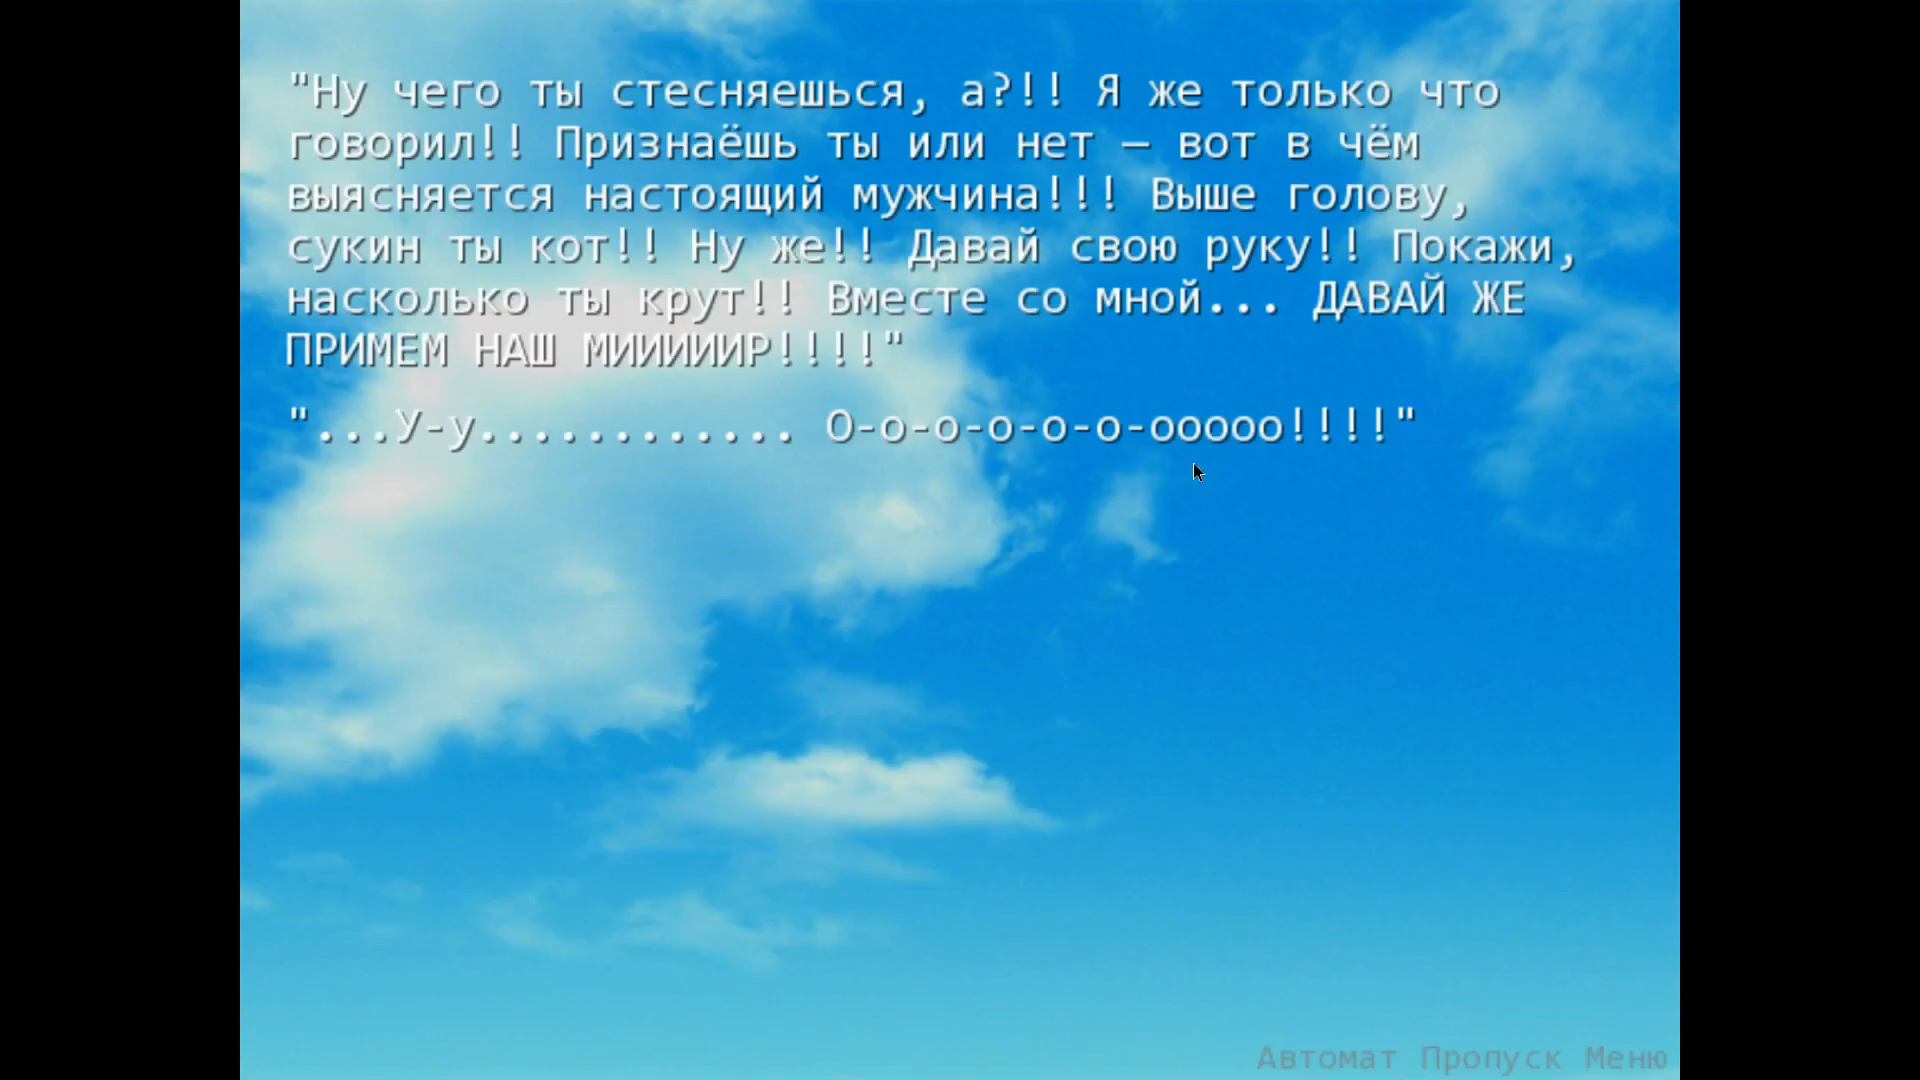 "Ну чего ты стесняешься, а?!! Я же только что
говорил!! Признаёшь ты или нет — вот в чём
выясняется настоящий мужчина!!! Выше голову,
сукин ты кот!! Ну же!! Давай свою руку!! Покажи,
насколько ты крут!! Вместе со мной... ДАВАЙ ЖЕ
ПРИМЕМ НАШ МИИИИИР!!!!"
"...У-у............ О-о-о-о-о-о-ооооо!!!!"
Автомат Пропуск Меню